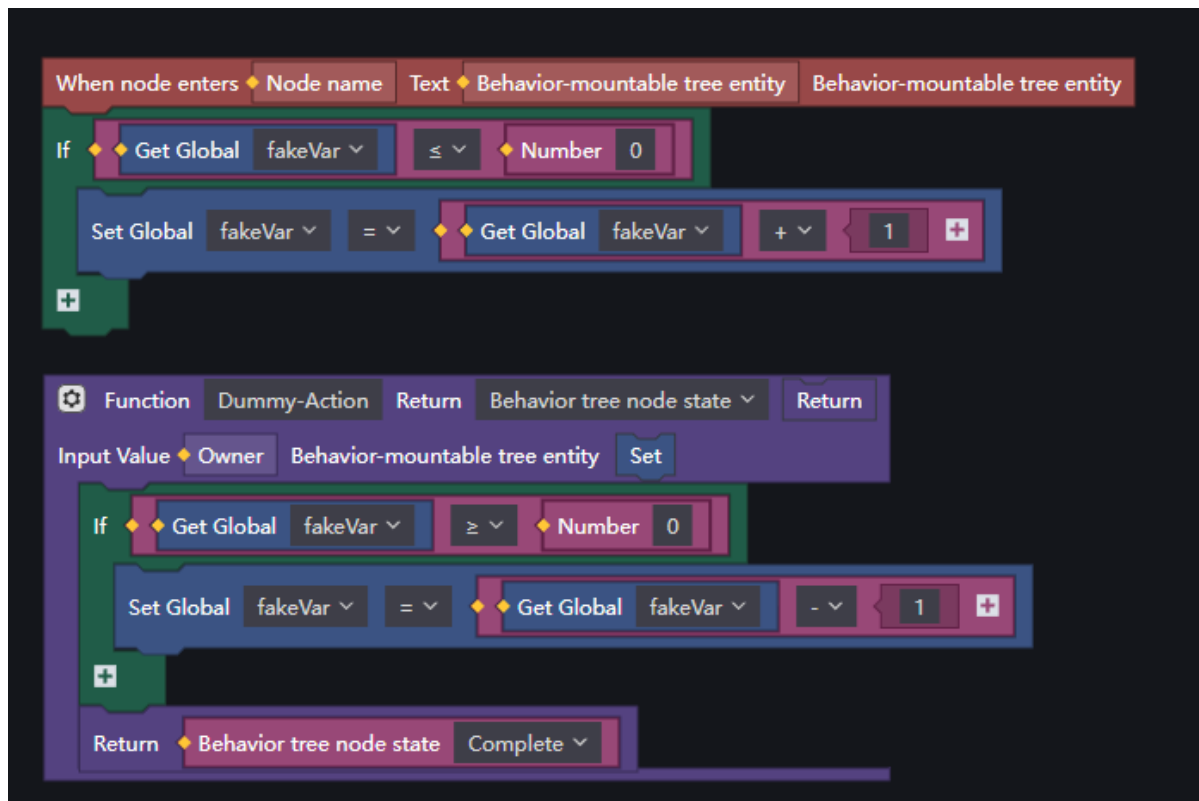 When node enters Node name Text Behavior-mountable tree entity Behavior-mountable tree entity
If Get Global fakeVar ≤ Number 0
Set Global fakeVar = Get Global fakeVar + 1
Function Dummy-Action Return Behavior tree node state Return
Input Value Owner Behavior-mountable tree entity Set
If Get Global fakeVar ≥ Number 0
Set Global fakeVar = Get Global fakeVar - 1
Return Behavior tree node state Complete